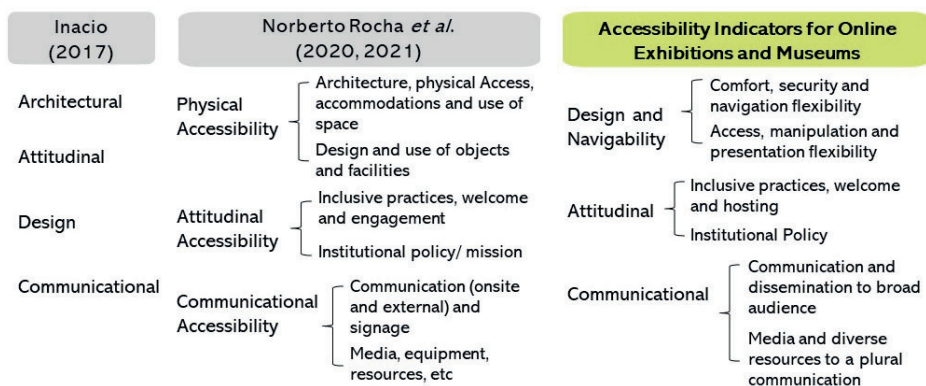 Inacio
(2017)
Architectural
Attitudinal
Design
Communicational
Norberto Rocha et al.
(2020, 2021)
Physical
Accessibility
Architecture, physical Access,
accommodations and use of
space
Design and use of objects
and facilities
Attitudinal
Accessibility
Inclusive practices, welcome
and engagement
Institutional policy/ mission
Communicational
Accessibility
Communication (onsite
and external) and
signage
Media, equipment,
resources, etc
Accessibility Indicators for Online
Exhibitions and Museums
Design and
Navigability
Comfort, security and
navigation flexibility
Access, manipulation and
presentation flexibility
Attitudinal
Inclusive practices, welcome
and hosting
Institutional Policy
Communicational
Communication and
dissemination to broad
audience
Media and diverse
resources to a plural
communication